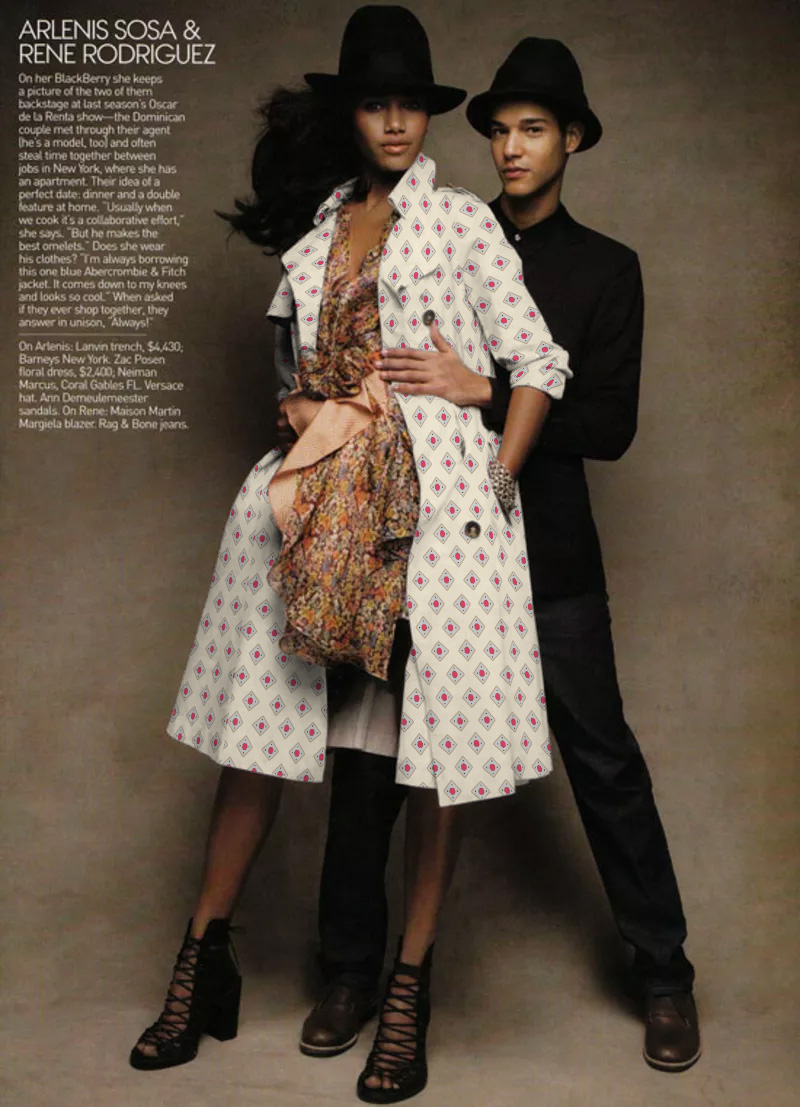 ARLENIS SOSA &
RENE RODRIGUEZ
On her BlackBerry she keeps
a picture of the two of them
backstage at last season's Oscar
de la Renta show—the Dominican
couple met through their agent
(he's a model, too) and often
steal time together between
jobs in New York, where she has
an apartment. Their idea of a
perfect date: dinner and a double
feature at home. "Usually when
we cook it's a collaborative effort,"
she says. "But he makes the
best omelets." Does she wear
his clothes? "I'm always borrowing
this one blue Abercrombie & Fitch
jacket. It comes down to my knees
and looks so cool." When asked
if they ever shop together, they
answer in unison, "Always!"
On Arlenis: Lanvin trench, $4,430;
Barneys New York. Zac Posen
floral dress, $2,400; Neiman
Marcus, Coral Gables FL. Versace
hat. Ann Demeulemeester
sandals. On Rene: Maison Martin
Margiela blazer. Rag & Bone jeans.